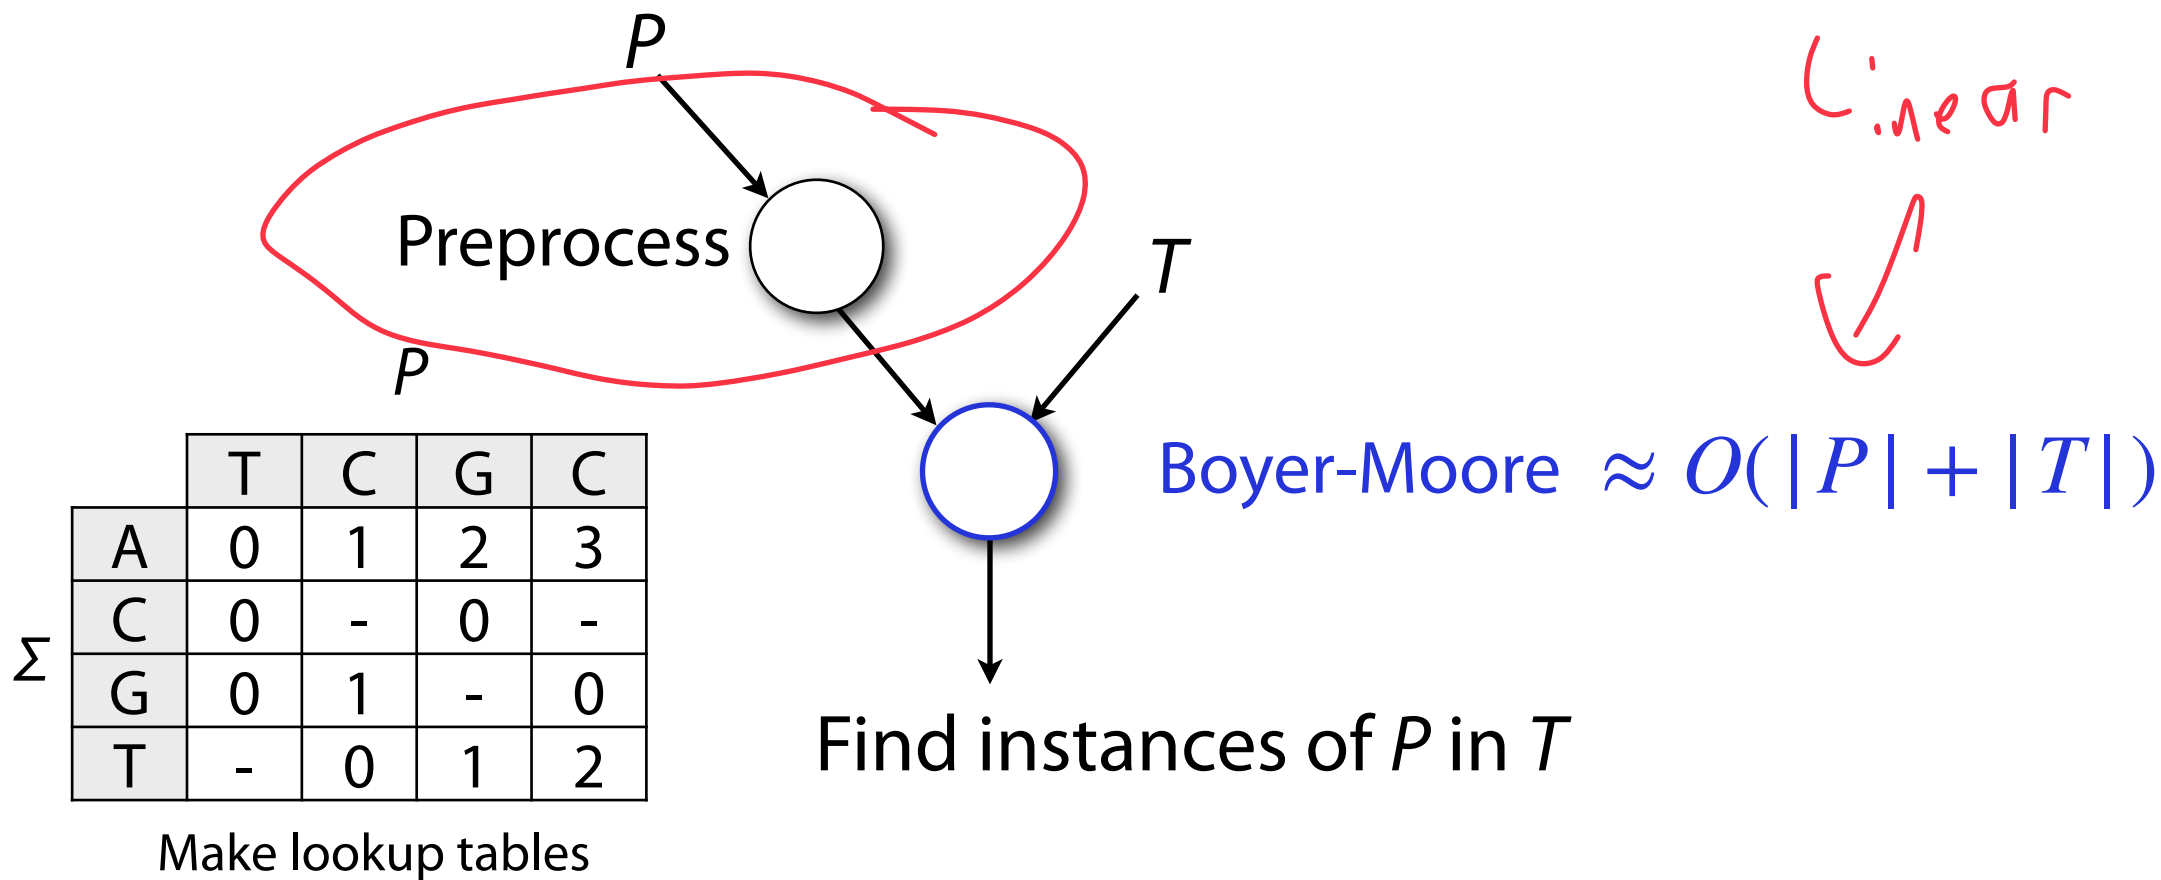 P
Linear
Preprocess
T
P
Boyer-Moore ≈ O(|P| + |T|)
T C G C
A 0 1 2 3
C 0 - 0 -
Σ
G 0 1 - 0
T - 0 1 2
Find instances of P in T
Make lookup tables